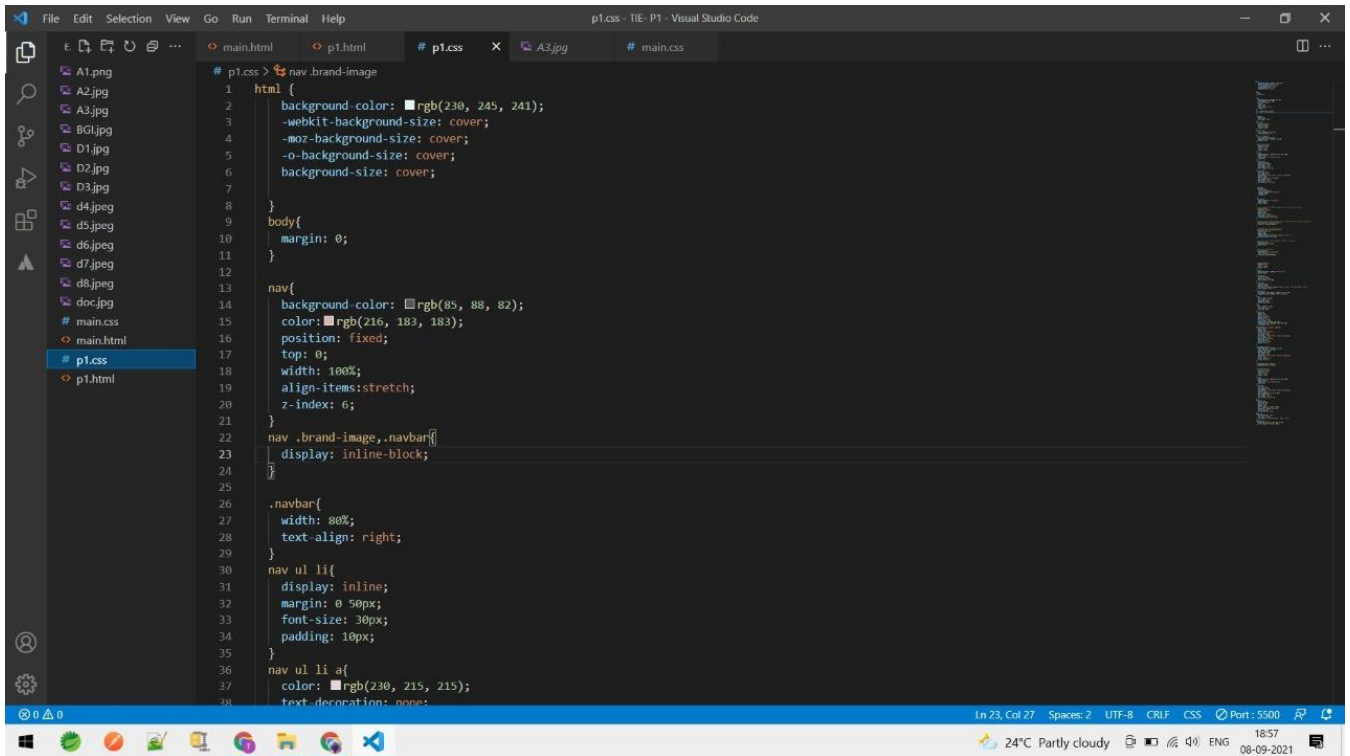 File Edit Selection View Go Run Terminal Help
p1.css - TIE- P1 - Visual Studio Code
E.
main.html
p1.html
# p1.css
A3.jpg
# main.css
A1.png
A2.jpg
A3.jpg
BGI.jpg
D1.jpg
D2.jpg
D3.jpg
d4.jpeg
d5.jpeg
d6.jpeg
d7.jpeg
d8.jpeg
doc.jpg
# main.css
main.html
# p1.css
p1.html
# p1.css > nav .brand-image
1 html {
2 background-color: rgb(230, 245, 241);
3 -webkit-background-size: cover;
4 -moz-background-size: cover;
5 -o-background-size: cover;
6 background-size: cover;
7
8 }
9 body{
10 margin: 0;
11 }
12
13 nav{
14 background-color: rgb(85, 88, 82);
15 color: rgb(216, 183, 183);
16 position: fixed;
17 top: 0;
18 width: 100%;
19 align-items:stretch;
20 z-index: 6;
21 }
22 nav .brand-image,.navbar{
23 display: inline-block;
24 }
25
26 .navbar{
27 width: 80%;
28 text-align: right;
29 }
30 nav ul li{
31 display: inline;
32 margin: 0 50px;
33 font-size: 30px;
34 padding: 10px;
35 }
36 nav ul li a{
37 color: rgb(230, 215, 215);
38 text-decoration: none;
0 0
Ln 23, Col 27 Spaces: 2 UTF-8 CRLF CSS Port : 5500
24°C Partly cloudy ENG
18:57
08-09-2021